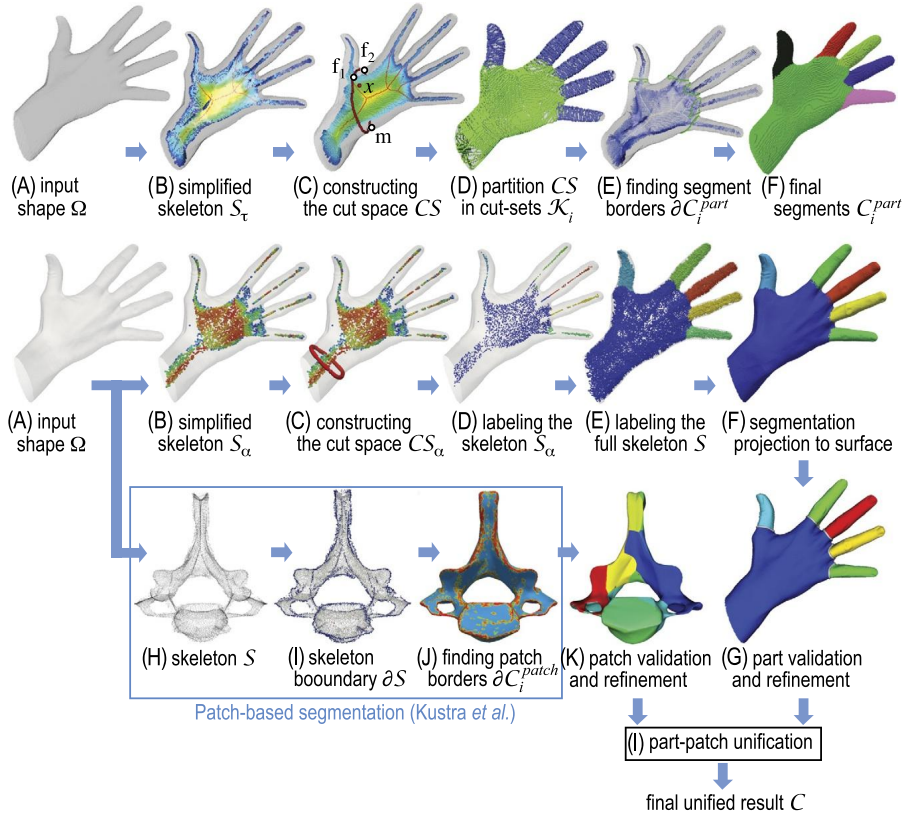 f₁
f₂
x
m
(A) input
shape Ω
(B) simplified
skeleton Sτ
(C) constructing
the cut space CS
(D) partition CS
in cut-sets 𝒦ᵢ
(E) finding segment
borders ∂Cᵢᵖᵃʳᵗ
(F) final
segments Cᵢᵖᵃʳᵗ
(A) input
shape Ω
(B) simplified
skeleton Sα
(C) constructing
the cut space CSα
(D) labeling the
skeleton Sα
(E) labeling the
full skeleton S
(F) segmentation
projection to surface
(H) skeleton S
(I) skeleton
booundary ∂S
(J) finding patch
borders ∂Cᵢᵖᵃᵗᶜʰ
(K) patch validation
and refinement
(G) part validation
and refinement
Patch-based segmentation (Kustra et al.)
(I) part-patch unification
final unified result C